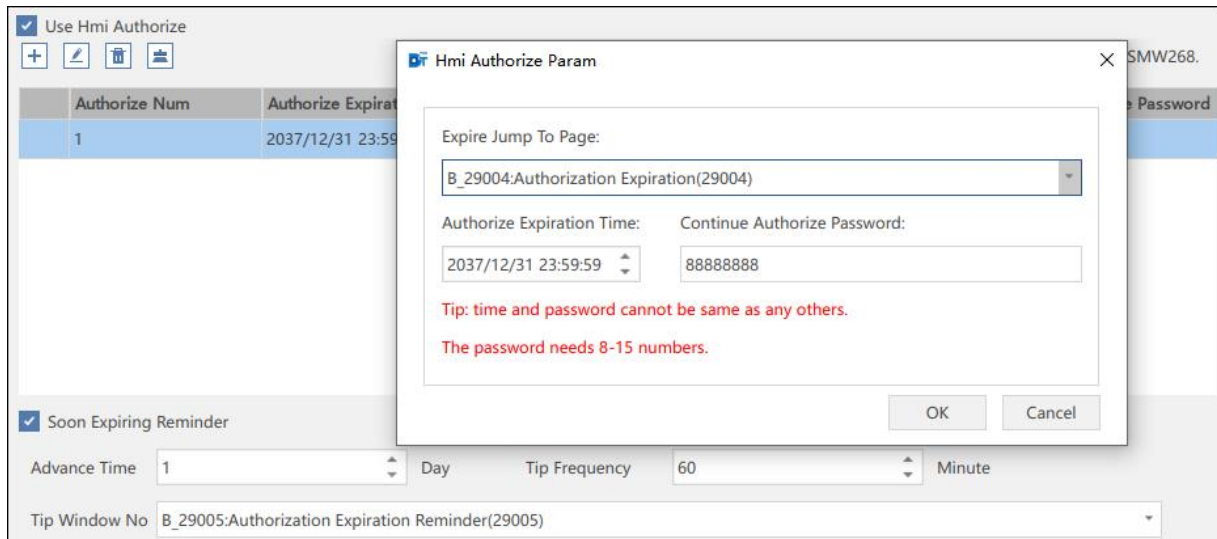 Use Hmi Authorize
Hmi Authorize Param
SMW268.
Authorize Num
Authorize
Password
1
2037/12/31 23:59
Expire Jump To Page:
B_29004:Authorization Expiration(29004)
Authorize Expiration Time:
Continue Authorize Password:
2037/12/31 23:59:59
88888888
Tip: time and password cannot be same as any others.
The password needs 8-15 numbers.
OK
Cancel
Soon Expiring Reminder
Advance Time
1
Day
Tip Frequency
60
Minute
Tip Window No
B_29005:Authorization Expiration Reminder(29005)